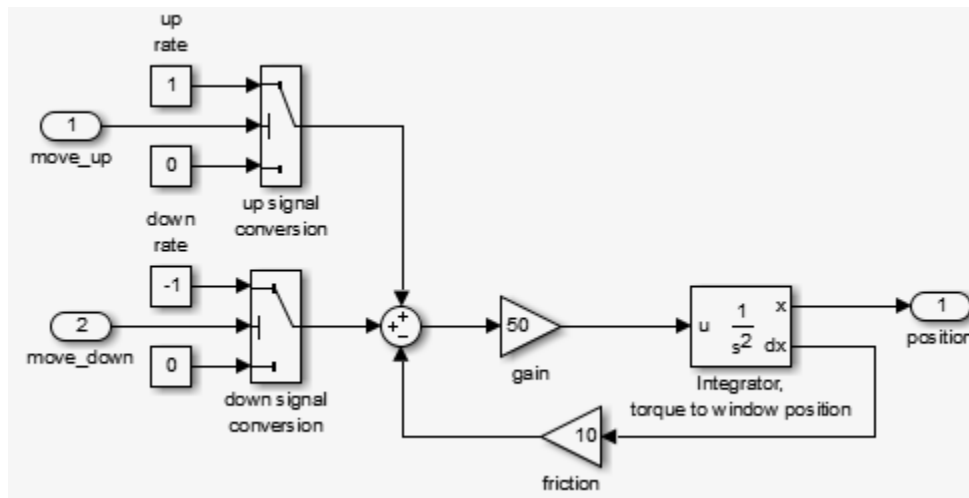 up
rate
1
1
move_up
0
up signal
conversion
down
rate
-1
2
move_down
0
down signal
conversion
+
+
−
50
gain
u
1
s2
x
dx
Integrator,
torque to window position
1
position
10
friction